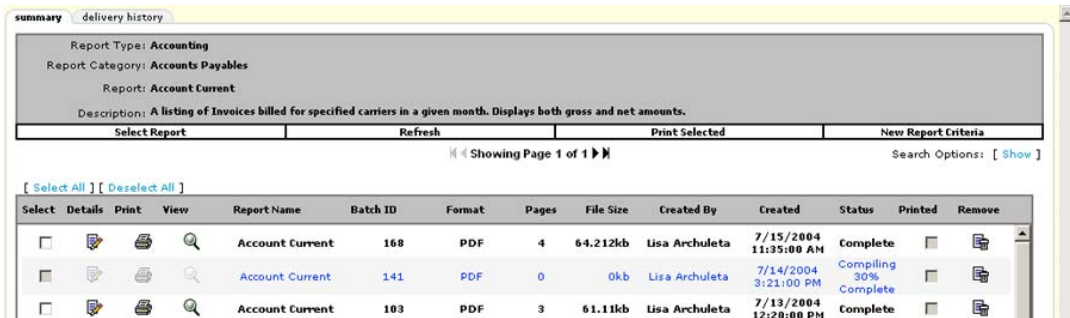 summary delivery history
Report Type: Accounting
Report Category: Accounts Payables
Report: Account Current
Description: A listing of Invoices billed for specified carriers in a given month. Displays both gross and net amounts.
Select Report Refresh Print Selected New Report Criteria
Showing Page 1 of 1 Search Options: [ Show ]
[ Select All ] [ Deselect All ]
Select Details Print View Report Name Batch ID Format Pages File Size Created By Created Status Printed Remove
Account Current 168 PDF 4 64.212kb Lisa Archuleta 7/15/2004 11:35:00 AM Complete
Account Current 141 PDF 0 0kb Lisa Archuleta 7/14/2004 3:21:00 PM Compiling 30% Complete
Account Current 103 PDF 3 61.11kb Lisa Archuleta 7/13/2004 12:20:00 PM Complete